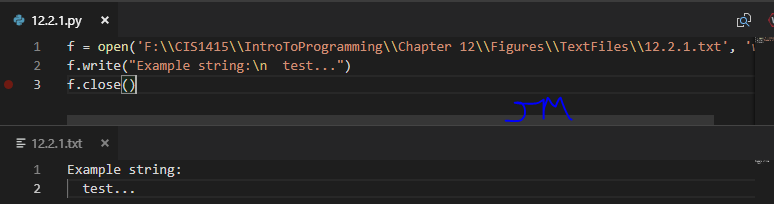 12.2.1.py ×
1 f = open('F:\\CIS1415\\IntroToProgramming\\Chapter 12\\Figures\\TextFiles\\12.2.1.txt', '
2 f.write("Example string:\n  test...")
3 f.close()
JM
12.2.1.txt ×
1 Example string:
2   test...